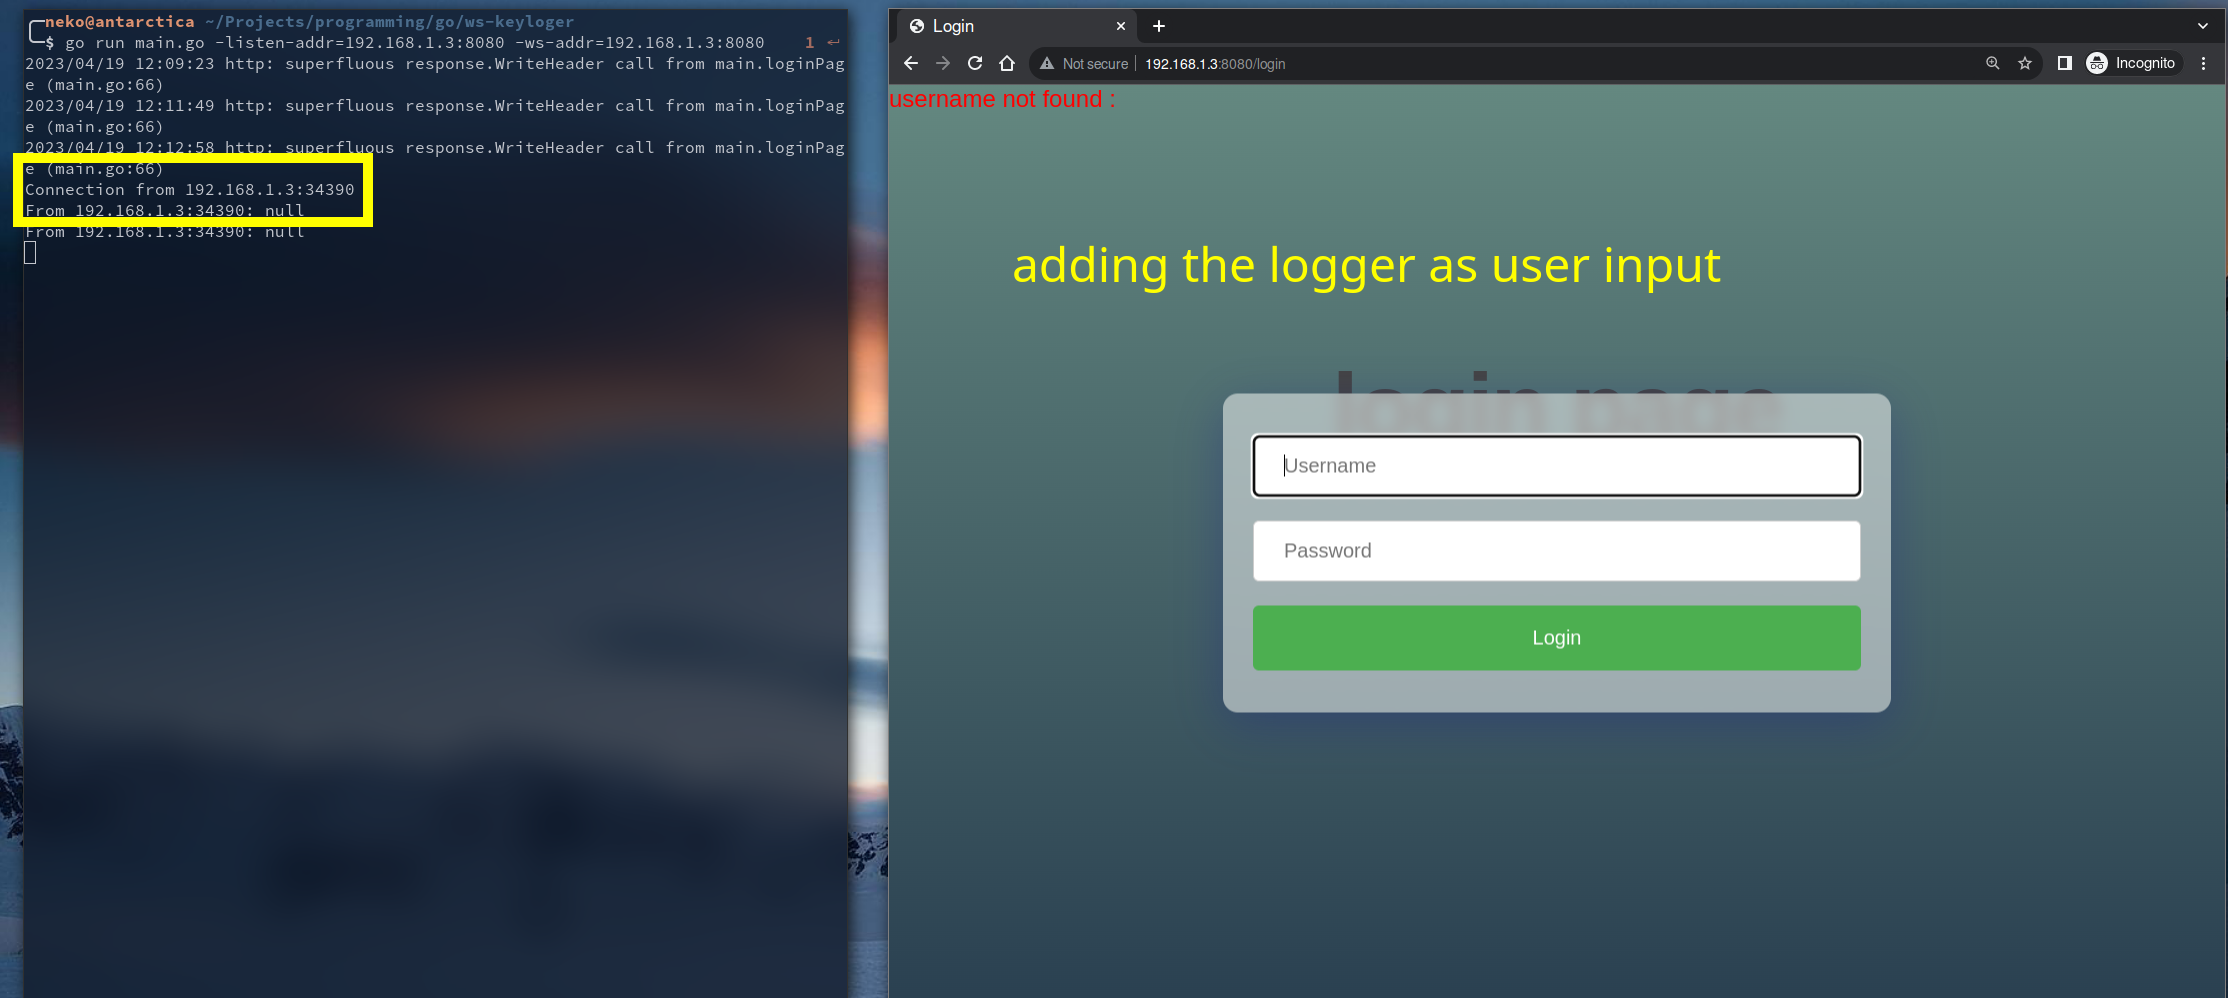 neko@antarctica ~/Projects/programming/go/ws-keyloger
$ go run main.go -listen-addr=192.168.1.3:8080 -ws-addr=192.168.1.3:8080 1 ↵
2023/04/19 12:09:23 http: superfluous response.WriteHeader call from main.loginPag
e (main.go:66)
2023/04/19 12:11:49 http: superfluous response.WriteHeader call from main.loginPag
e (main.go:66)
2023/04/19 12:12:58 http: superfluous response.WriteHeader call from main.loginPag
e (main.go:66)
Connection from 192.168.1.3:34390
From 192.168.1.3:34390: null
From 192.168.1.3:34390: null
Login
Not secure 192.168.1.3:8080/login
Incognito
username not found :
adding the logger as user input
login page
Username
Password
Login